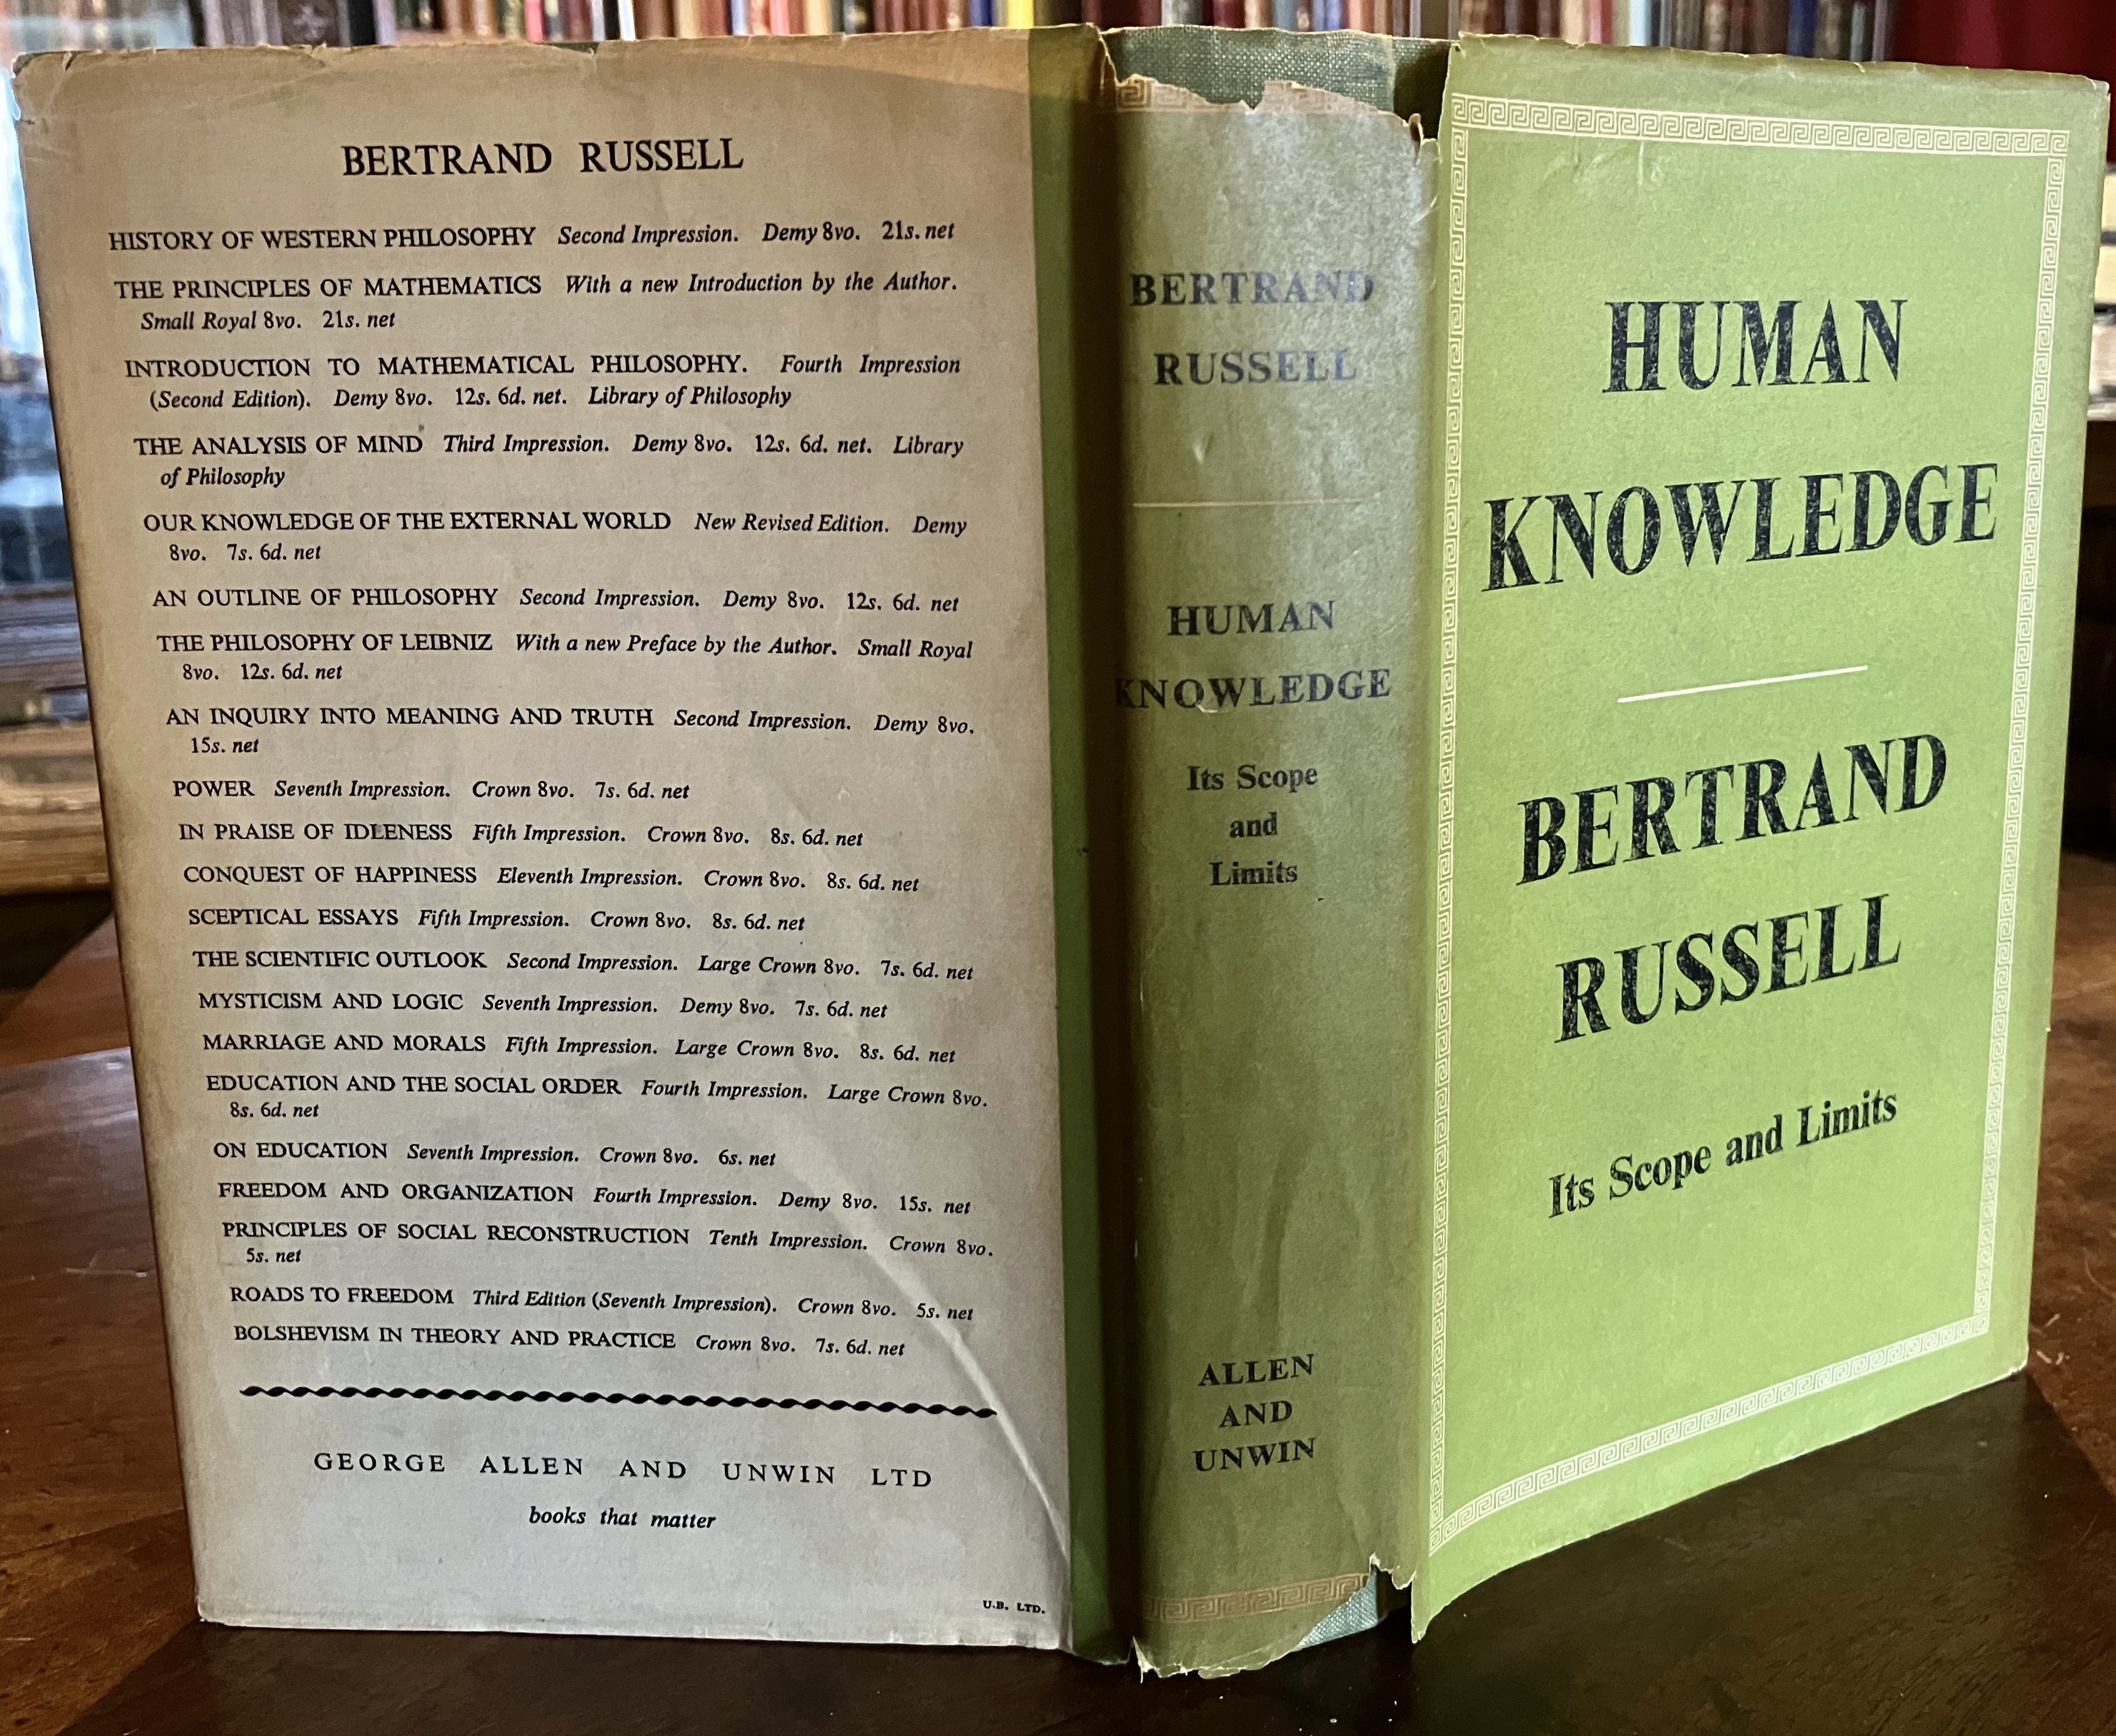 BERTRAND RUSSELL
HISTORY OF WESTERN PHILOSOPHY Second Impression. Demy 8vo. 21s. net
THE PRINCIPLES OF MATHEMATICS With a new Introduction by the Author.
Small Royal 8vo. 21s. net
INTRODUCTION TO MATHEMATICAL PHILOSOPHY. Fourth Impression
(Second Edition). Demy 8vo. 12s. 6d. net. Library of Philosophy
THE ANALYSIS OF MIND Third Impression. Demy 8vo. 12s. 6d. net. Library
of Philosophy
OUR KNOWLEDGE OF THE EXTERNAL WORLD New Revised Edition. Demy
8vo. 7s. 6d. net
AN OUTLINE OF PHILOSOPHY Second Impression. Demy 8vo. 12s. 6d. net
THE PHILOSOPHY OF LEIBNIZ With a new Preface by the Author. Small Royal
8vo. 12s. 6d. net
AN INQUIRY INTO MEANING AND TRUTH Second Impression. Demy 8vo.
15s. net
POWER Seventh Impression. Crown 8vo. 7s. 6d. net
IN PRAISE OF IDLENESS Fifth Impression. Crown 8vo. 8s. 6d. net
CONQUEST OF HAPPINESS Eleventh Impression. Crown 8vo. 8s. 6d. net
SCEPTICAL ESSAYS Fifth Impression. Crown 8vo. 8s. 6d. net
THE SCIENTIFIC OUTLOOK Second Impression. Large Crown 8vo. 7s. 6d. net
MYSTICISM AND LOGIC Seventh Impression. Demy 8vo. 7s. 6d. net
MARRIAGE AND MORALS Fifth Impression. Large Crown 8vo. 8s. 6d. net
EDUCATION AND THE SOCIAL ORDER Fourth Impression. Large Crown 8vo.
8s. 6d. net
ON EDUCATION Seventh Impression. Crown 8vo. 6s. net
FREEDOM AND ORGANIZATION Fourth Impression. Demy 8vo. 15s. net
PRINCIPLES OF SOCIAL RECONSTRUCTION Tenth Impression. Crown 8vo.
5s. net
ROADS TO FREEDOM Third Edition (Seventh Impression). Crown 8vo. 5s. net
BOLSHEVISM IN THEORY AND PRACTICE Crown 8vo. 7s. 6d. net
GEORGE ALLEN AND UNWIN LTD
books that matter
U.B. LTD.
BERTRAND
RUSSELL
HUMAN
KNOWLEDGE
Its Scope
and
Limits
ALLEN
AND
UNWIN
HUMAN
KNOWLEDGE
BERTRAND
RUSSELL
Its Scope and Limits